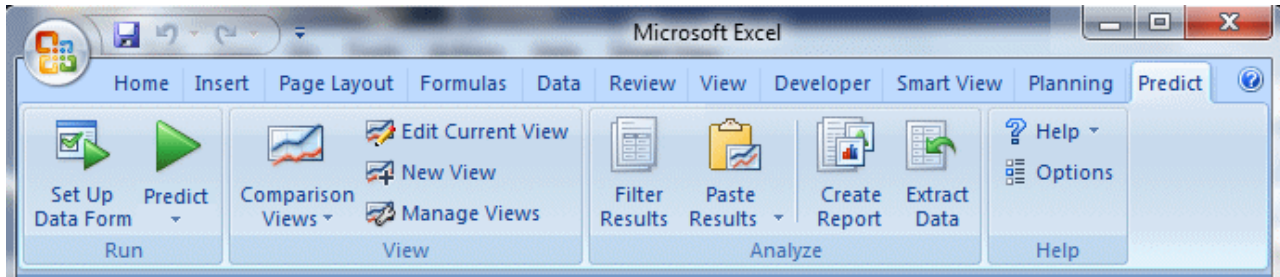 Microsoft Excel
Home Insert Page Layout Formulas Data Review View Developer Smart View Planning Predict
Set Up
Data Form
Predict
Run
Comparison
Views
Edit Current View
New View
Manage Views
View
Filter
Results
Paste
Results
Create
Report
Extract
Data
Analyze
Help
Options
Help